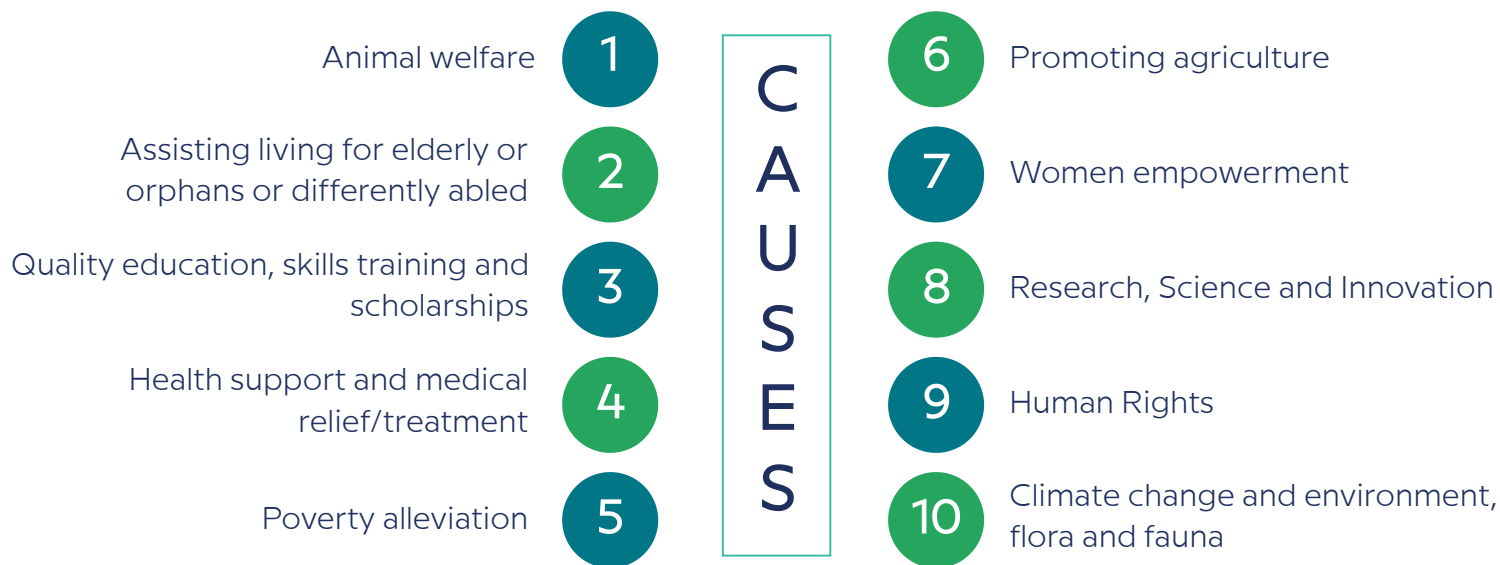 Animal welfare
1
Assisting living for elderly or
orphans or differently abled
2
Quality education, skills training and
scholarships
3
Health support and medical
relief/treatment
4
Poverty alleviation
5
CAUSES
6
Promoting agriculture
7
Women empowerment
8
Research, Science and Innovation
9
Human Rights
10
Climate change and environment,
flora and fauna